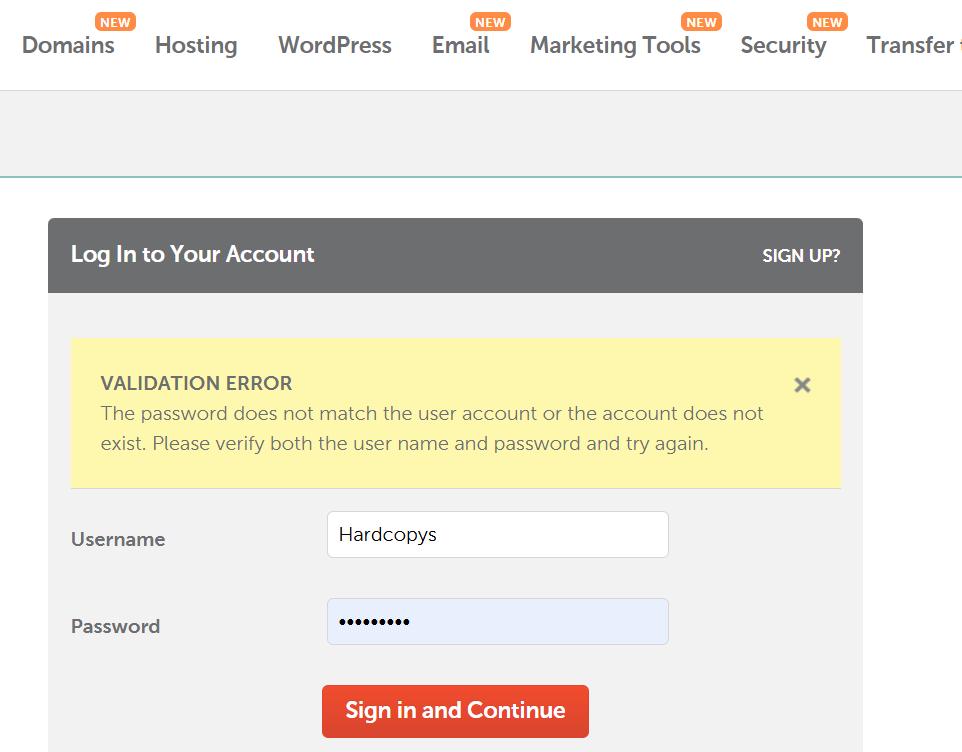 NEW NEW NEW NEW
Domains Hosting WordPress Email Marketing Tools Security Transfer
Log In to Your Account SIGN UP?
VALIDATION ERROR
The password does not match the user account or the account does not
exist. Please verify both the user name and password and try again.
Username Hardcopys
Password •••••••••
Sign in and Continue